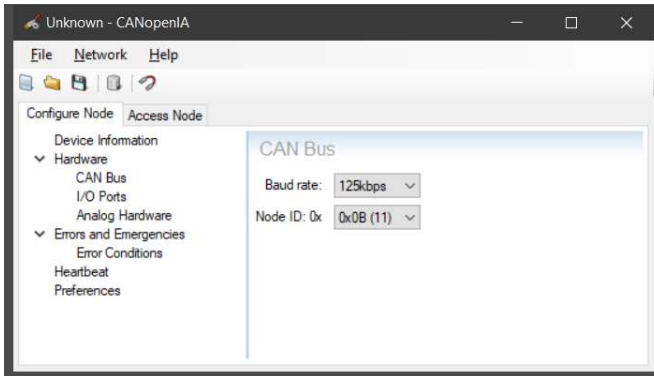 Unknown - CANopenIA
File Network Help
Configure Node Access Node
Device Information
Hardware
CAN Bus
I/O Ports
Analog Hardware
Errors and Emergencies
Error Conditions
Heartbeat
Preferences
CAN Bus
Baud rate: 125kbps
Node ID: 0x 0x0B (11)